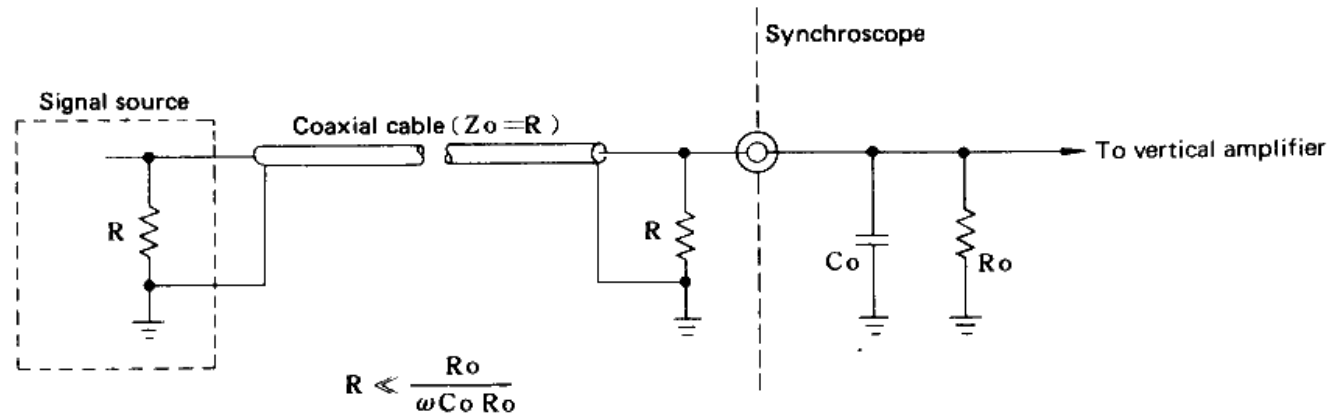 Synchroscope
Signal source
Coaxial cable (Zo=R)
To vertical amplifier
R
R
Co
Ro
R ≪ Ro
ωCo Ro